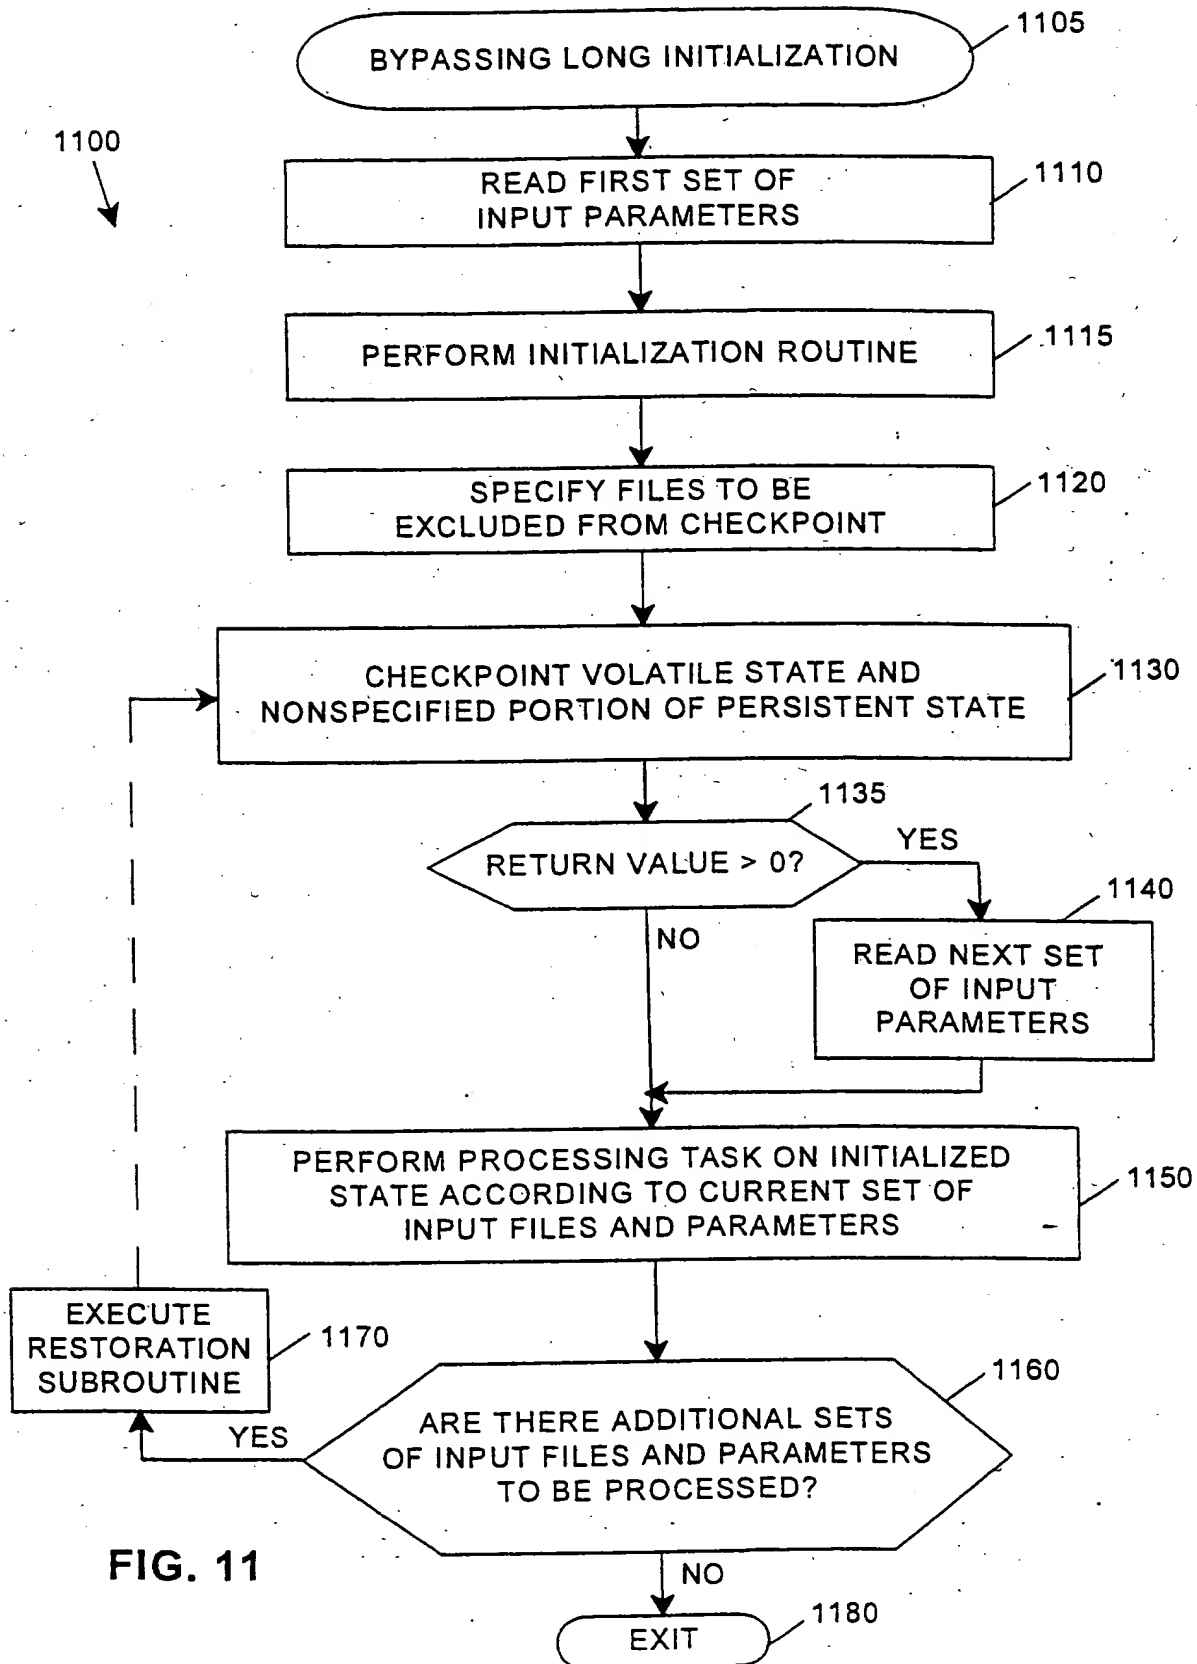 BYPASSING LONG INITIALIZATION
1105
1100
READ FIRST SET OF
INPUT PARAMETERS
1110
PERFORM INITIALIZATION ROUTINE
1115
SPECIFY FILES TO BE
EXCLUDED FROM CHECKPOINT
1120
CHECKPOINT VOLATILE STATE AND
NONSPECIFIED PORTION OF PERSISTENT STATE
1130
1135
RETURN VALUE > 0?
YES
NO
1140
READ NEXT SET
OF INPUT
PARAMETERS
PERFORM PROCESSING TASK ON INITIALIZED
STATE ACCORDING TO CURRENT SET OF
INPUT FILES AND PARAMETERS
1150
EXECUTE
RESTORATION
SUBROUTINE
1170
1160
YES
ARE THERE ADDITIONAL SETS
OF INPUT FILES AND PARAMETERS
TO BE PROCESSED?
FIG. 11
NO
1180
EXIT